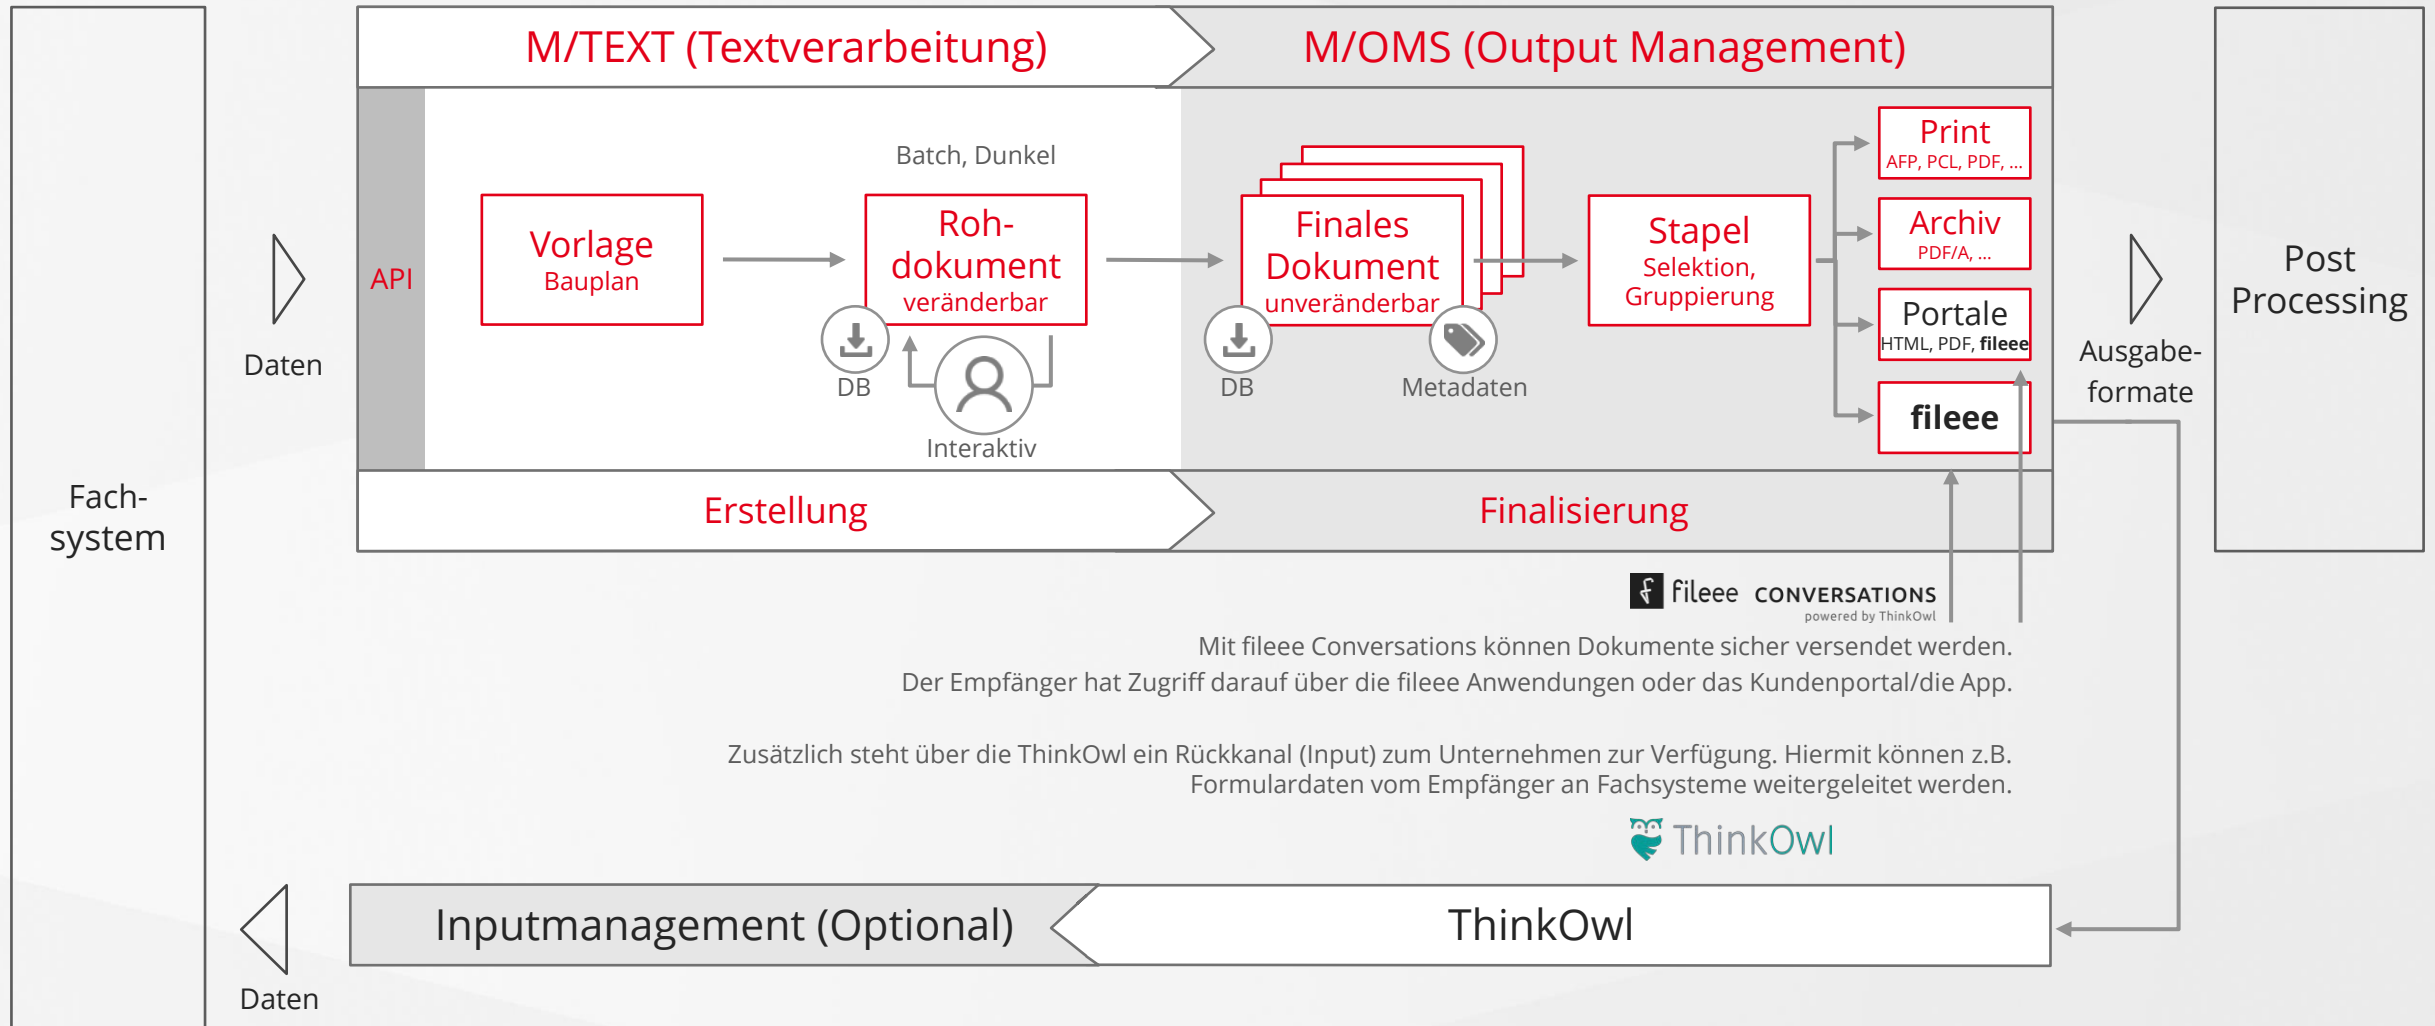 M/TEXT (Textverarbeitung)
M/OMS (Output Management)
Fach-
system
Daten
API
Vorlage
Bauplan
Batch, Dunkel
Roh-
dokument
veränderbar
DB
Interaktiv
Finales
Dokument
unveränderbar
DB
Metadaten
Stapel
Selektion,
Gruppierung
Print
AFP, PCL, PDF, ...
Archiv
PDF/A, ...
Portale
HTML, PDF, fileee
fileee
Ausgabe-
formate
Post
Processing
Erstellung
Finalisierung
fileee CONVERSATIONS
powered by ThinkOwl
Mit fileee Conversations können Dokumente sicher versendet werden.
Der Empfänger hat Zugriff darauf über die fileee Anwendungen oder das Kundenportal/die App.
Zusätzlich steht über die ThinkOwl ein Rückkanal (Input) zum Unternehmen zur Verfügung. Hiermit können z.B.
Formulardaten vom Empfänger an Fachsysteme weitergeleitet werden.
ThinkOwl
Inputmanagement (Optional)
ThinkOwl
Daten